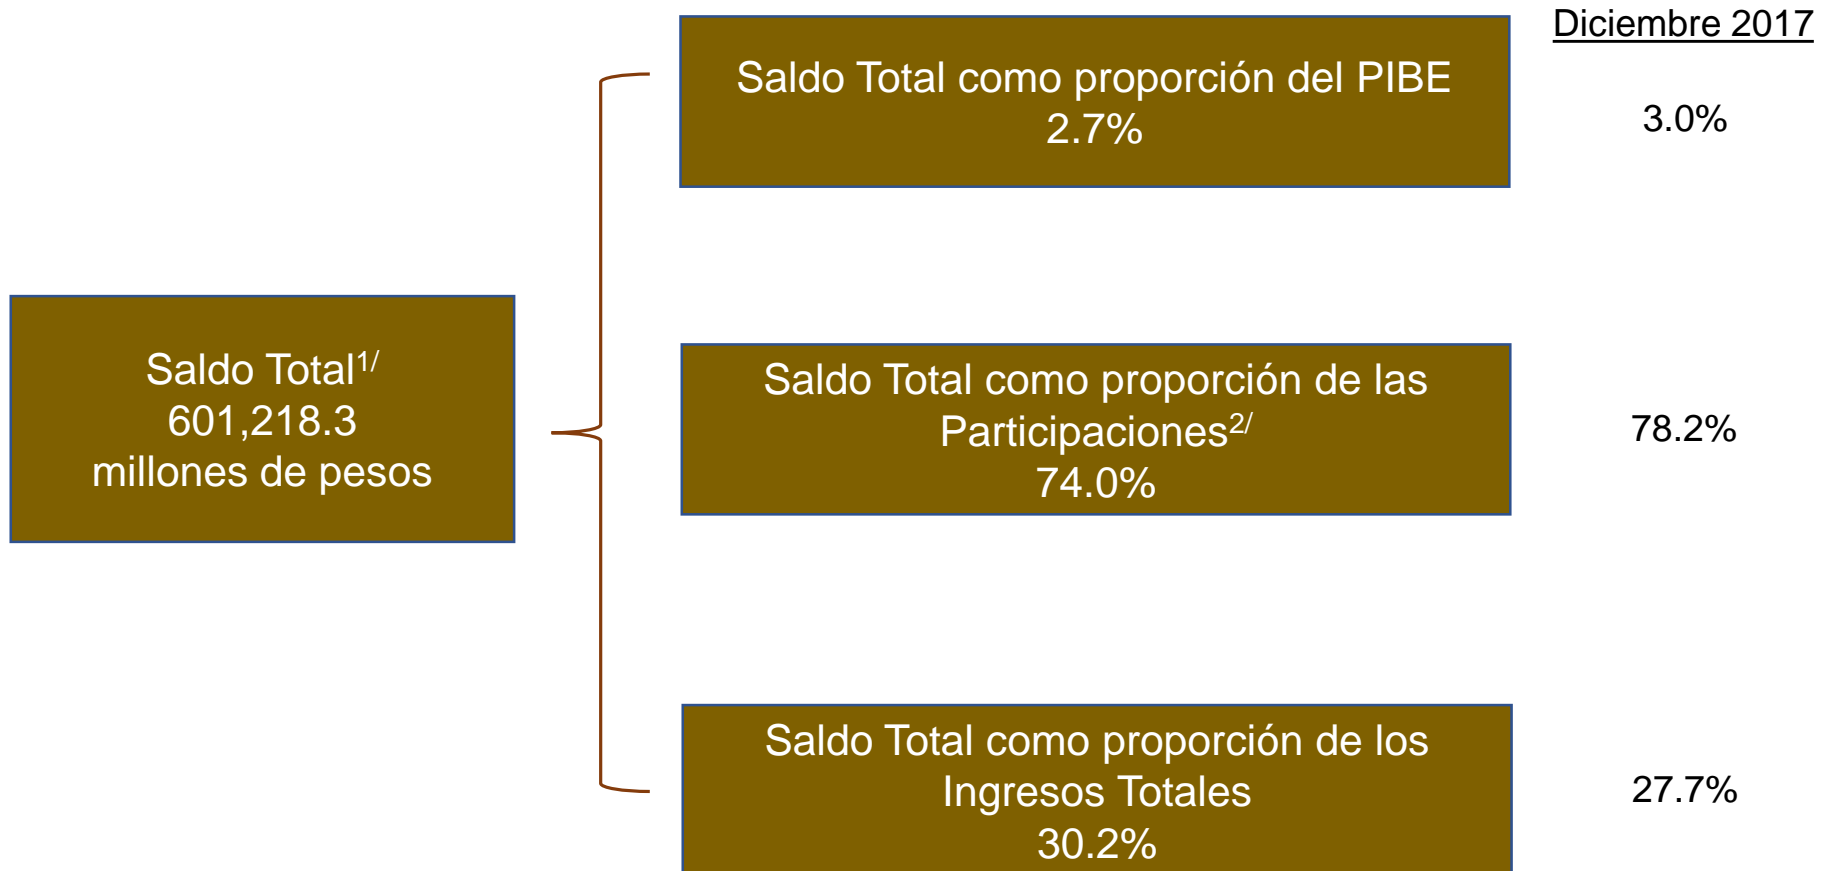 Diciembre 2017
Saldo Total como proporción del PIBE
2.7%
3.0%
Saldo Total1/
601,218.3
millones de pesos
Saldo Total como proporción de las
Participaciones2/
74.0%
78.2%
Saldo Total como proporción de los
Ingresos Totales
30.2%
27.7%